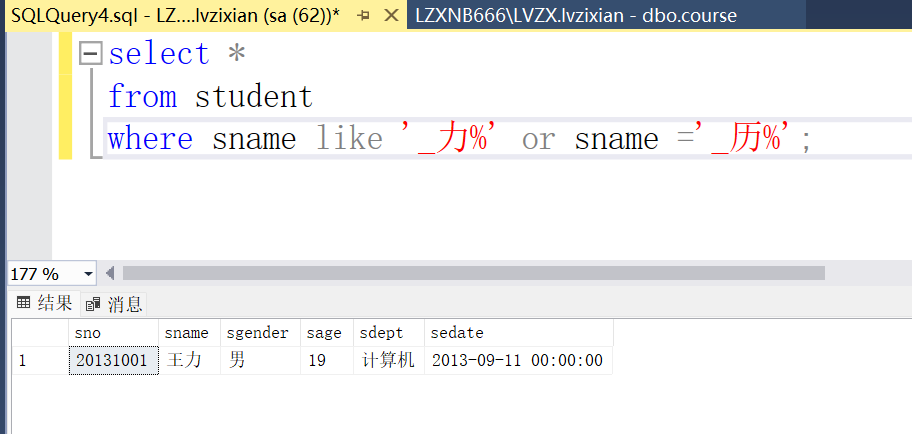 SQLQuery4.sql - LZ....lvzixian (sa (62))* LZXNB666\LVZX.lvzixian - dbo.course
select *
from student
where sname like '_力%' or sname ='_历%';
177 %
结果 消息
sno sname sgender sage sdept sedate
1 20131001 王力 男 19 计算机 2013-09-11 00:00:00